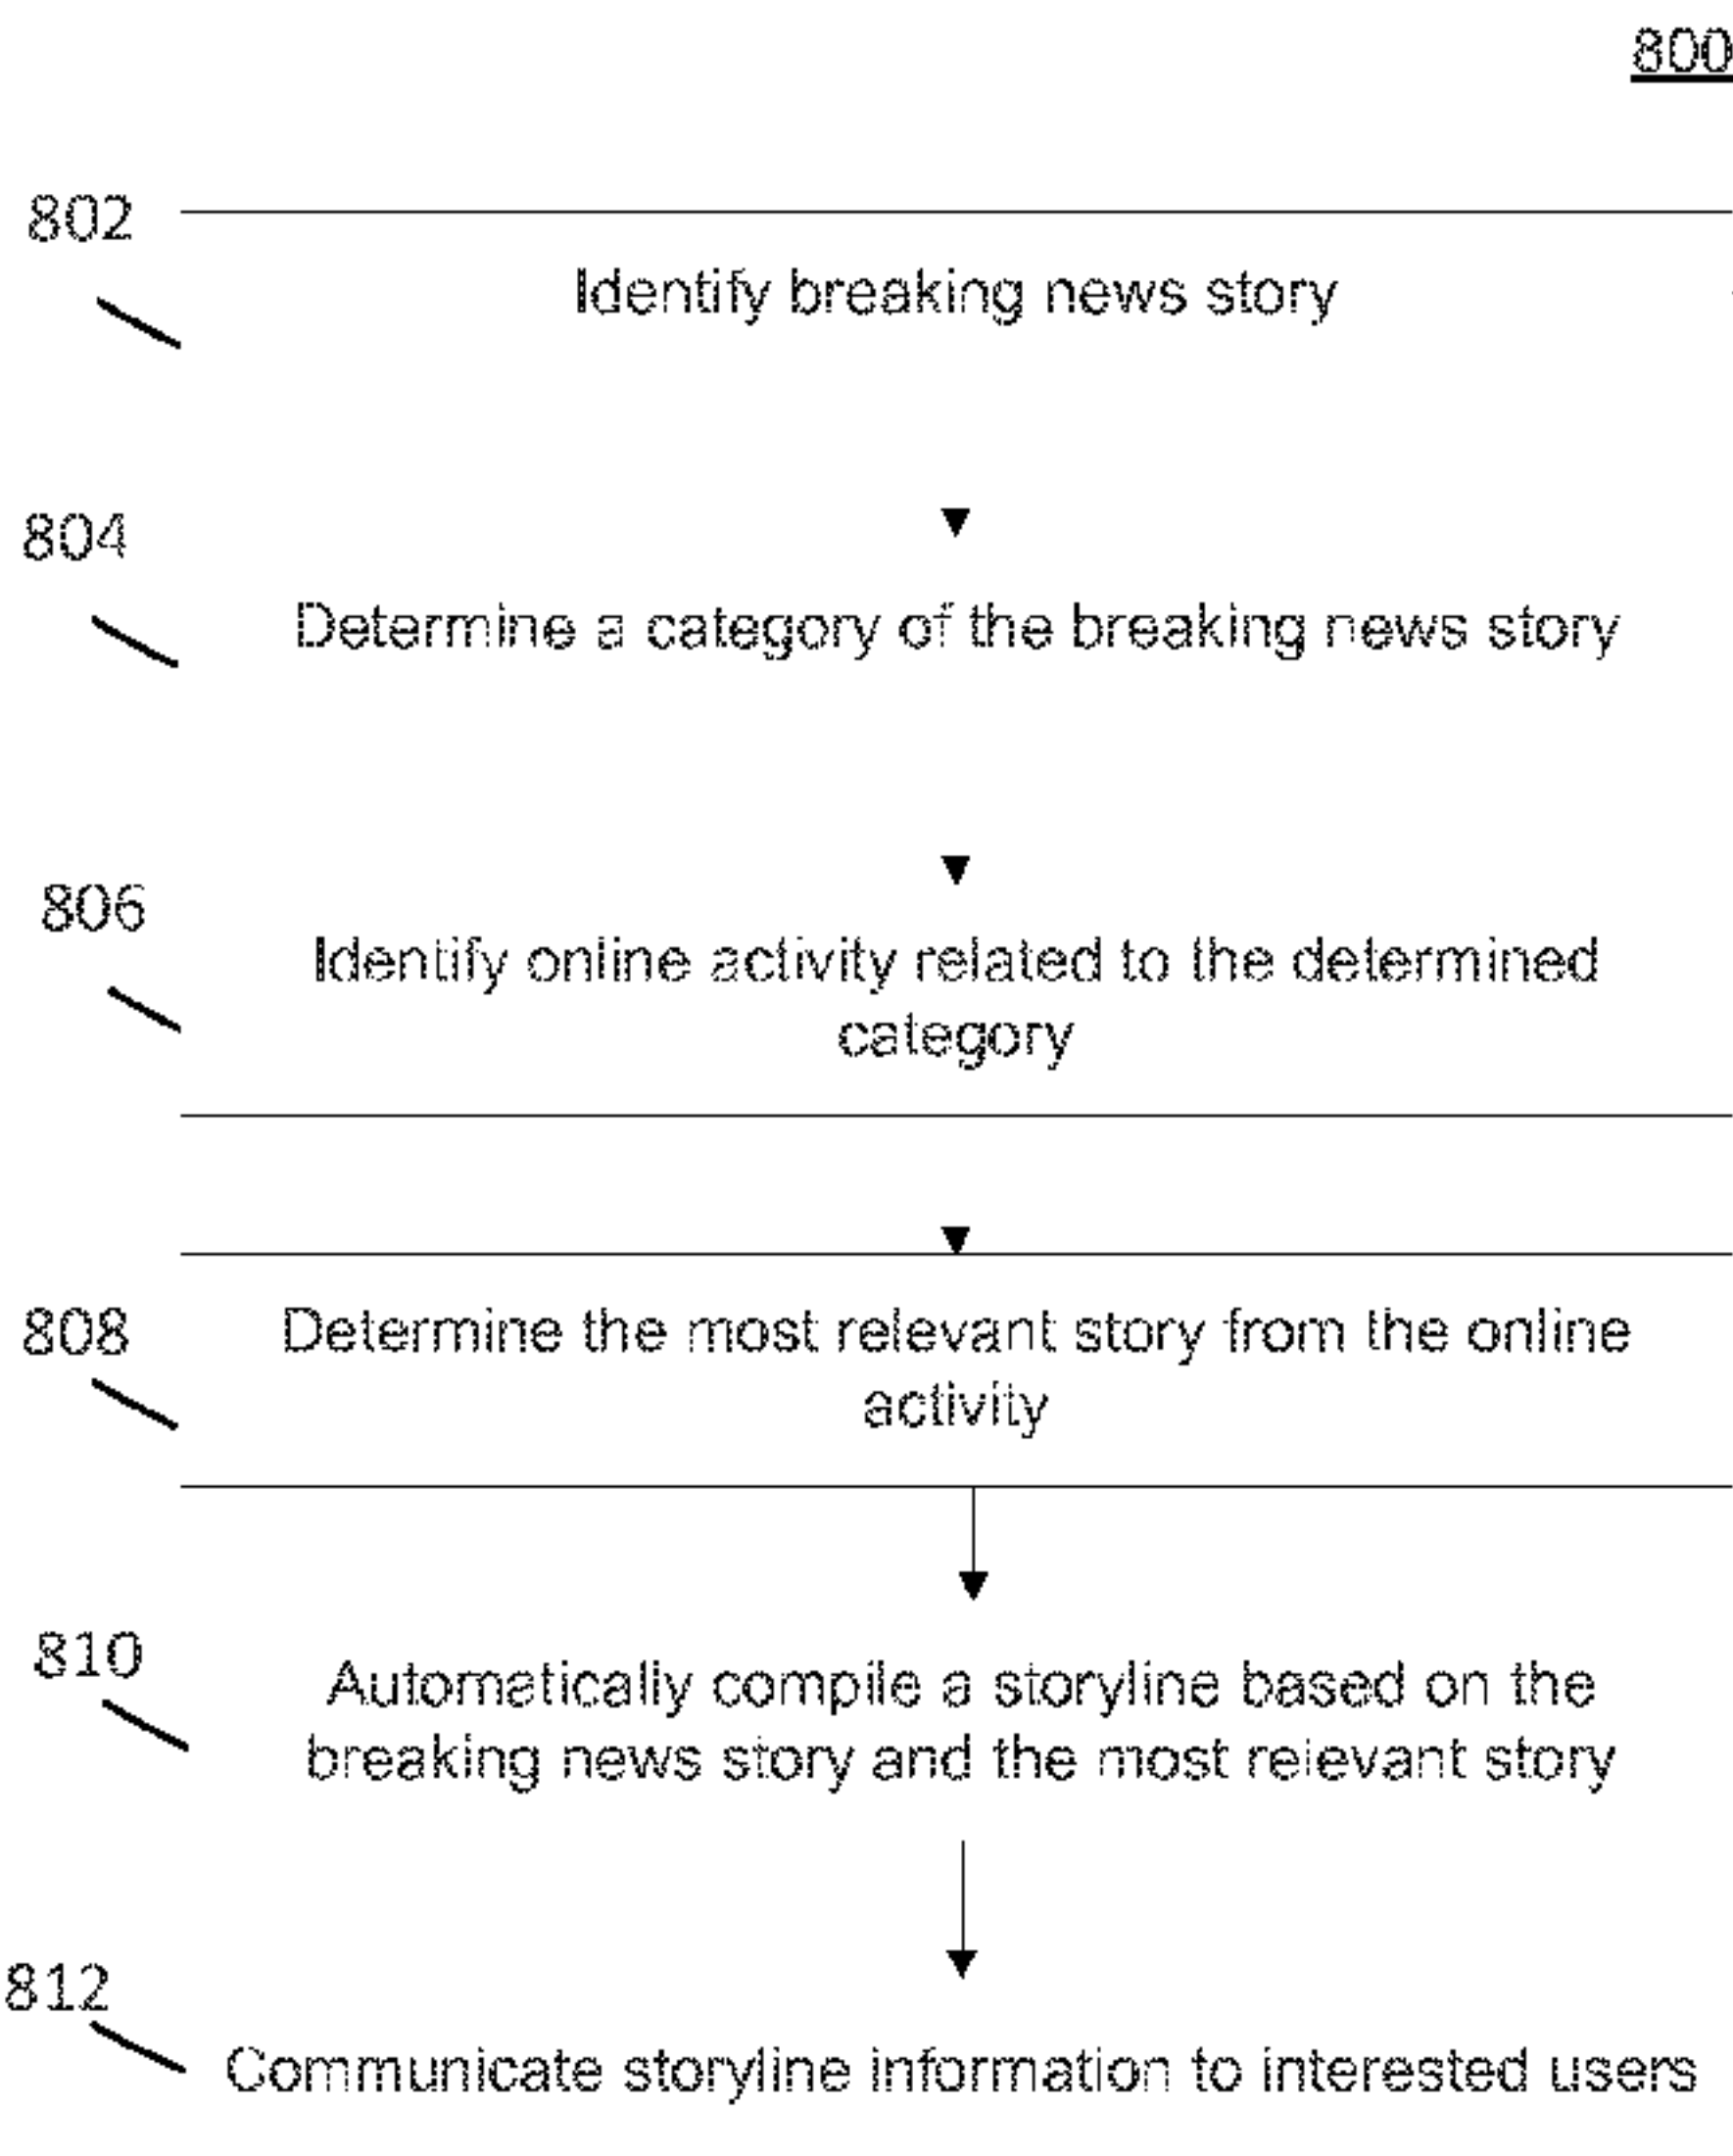 800
802
Identify breaking news story
804
Determine a category of the breaking news story
806
Identify online activity related to the determined
category
808
Determine the most relevant story from the online
activity
810
Automatically compile a storyline based on the
breaking news story and the most relevant story
812
Communicate storyline information to interested users